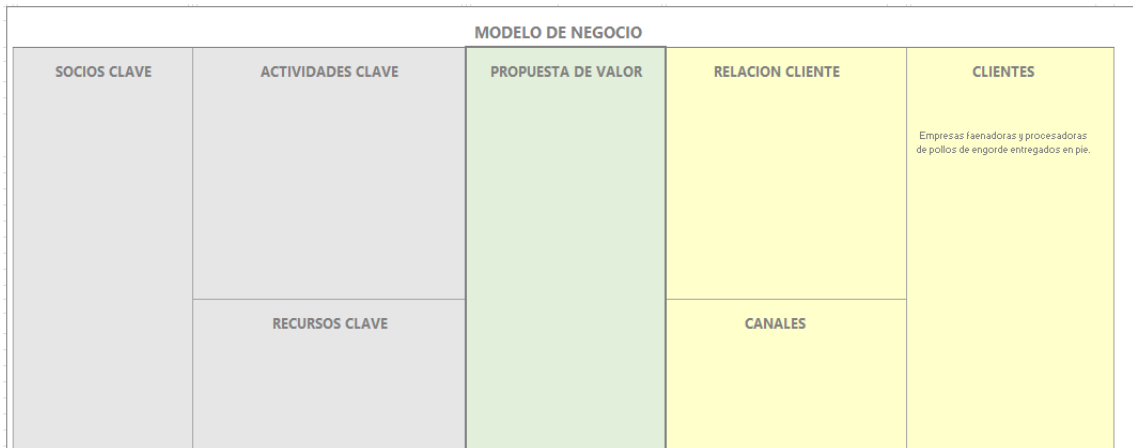 MODELO DE NEGOCIO
SOCIOS CLAVE
ACTIVIDADES CLAVE
PROPUESTA DE VALOR
RELACION CLIENTE
CLIENTES
Empresas faenadoras y procesadoras
de pollos de engorde entregados en pie.
RECURSOS CLAVE
CANALES